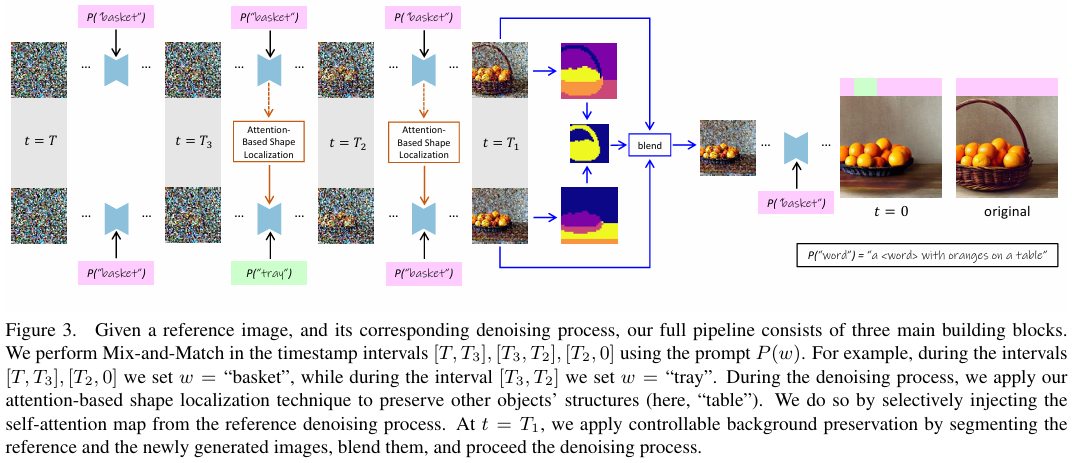 P("basket") P("basket") P("basket")
... ... ... ... ... ...
t = T t = T₃ Attention-Based Shape Localization t = T₂ Attention-Based Shape Localization t = T₁ blend ... ...
... ... ... ... ... ...
P("basket") P("tray") P("basket") P("basket")
t = 0 original
P("word") = "a <word> with oranges on a table"
Figure 3. Given a reference image, and its corresponding denoising process, our full pipeline consists of three main building blocks.
We perform Mix-and-Match in the timestamp intervals [T, T₃], [T₃, T₂], [T₂, 0] using the prompt P(w). For example, during the intervals
[T, T₃], [T₂, 0] we set w = “basket”, while during the interval [T₃, T₂] we set w = “tray”. During the denoising process, we apply our
attention-based shape localization technique to preserve other objects’ structures (here, “table”). We do so by selectively injecting the
self-attention map from the reference denoising process. At t = T₁, we apply controllable background preservation by segmenting the
reference and the newly generated images, blend them, and proceed the denoising process.